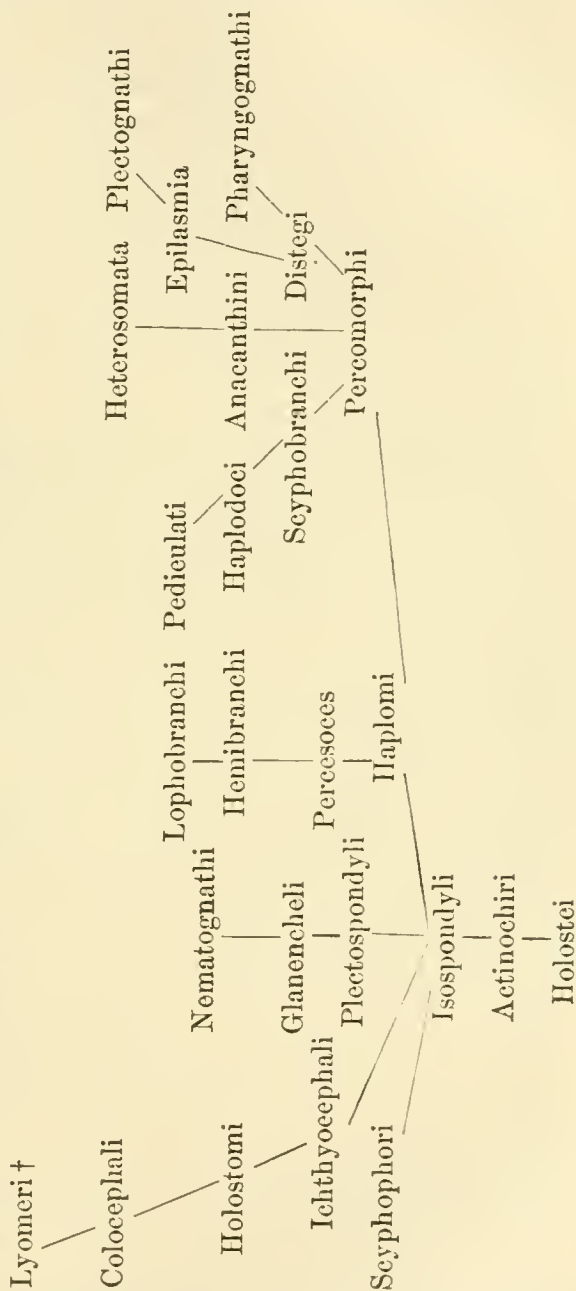 Lyomeri †
Colocephali
Heterosomata
Plectognathi
Lophobranchi
Pediculati
Epilasmia
Nematognathi
Holostomi
Hemibranchi
Haplodoci
Anacanthini
Pharyngognathi
Glanencheli
Scyphobranchi
Distegi
Ichthyocephali
Percesoces
Plectospondyli
Percomorphi
Scyphophori
Haplomi
Isospondyli
Actinochiri
Holostei